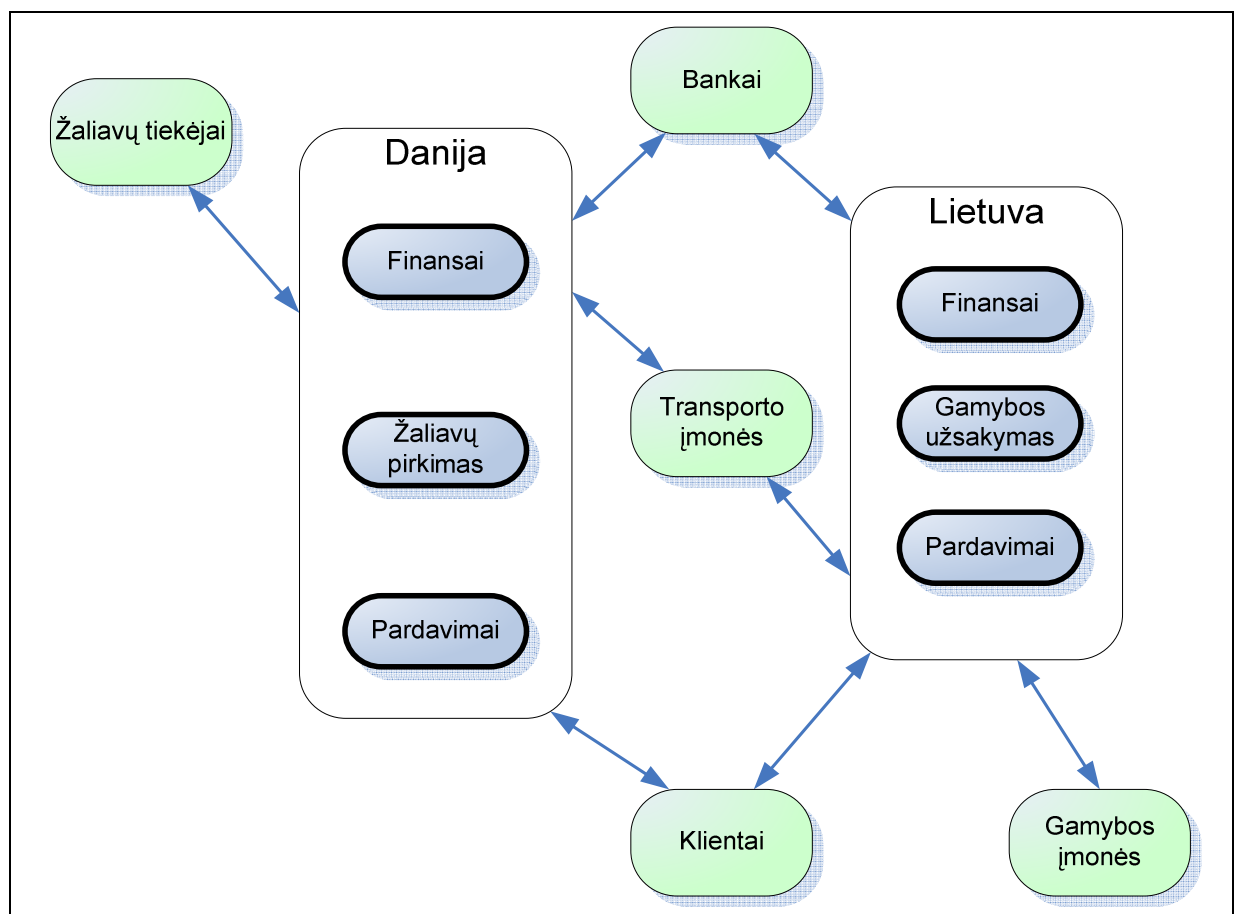 Bankai
Žaliavų tiekėjai
Danija
Finansai
Žaliavų
pirkimas
Pardavimai
Transporto
įmonės
Lietuva
Finansai
Gamybos
užsakymas
Pardavimai
Klientai
Gamybos
įmonės